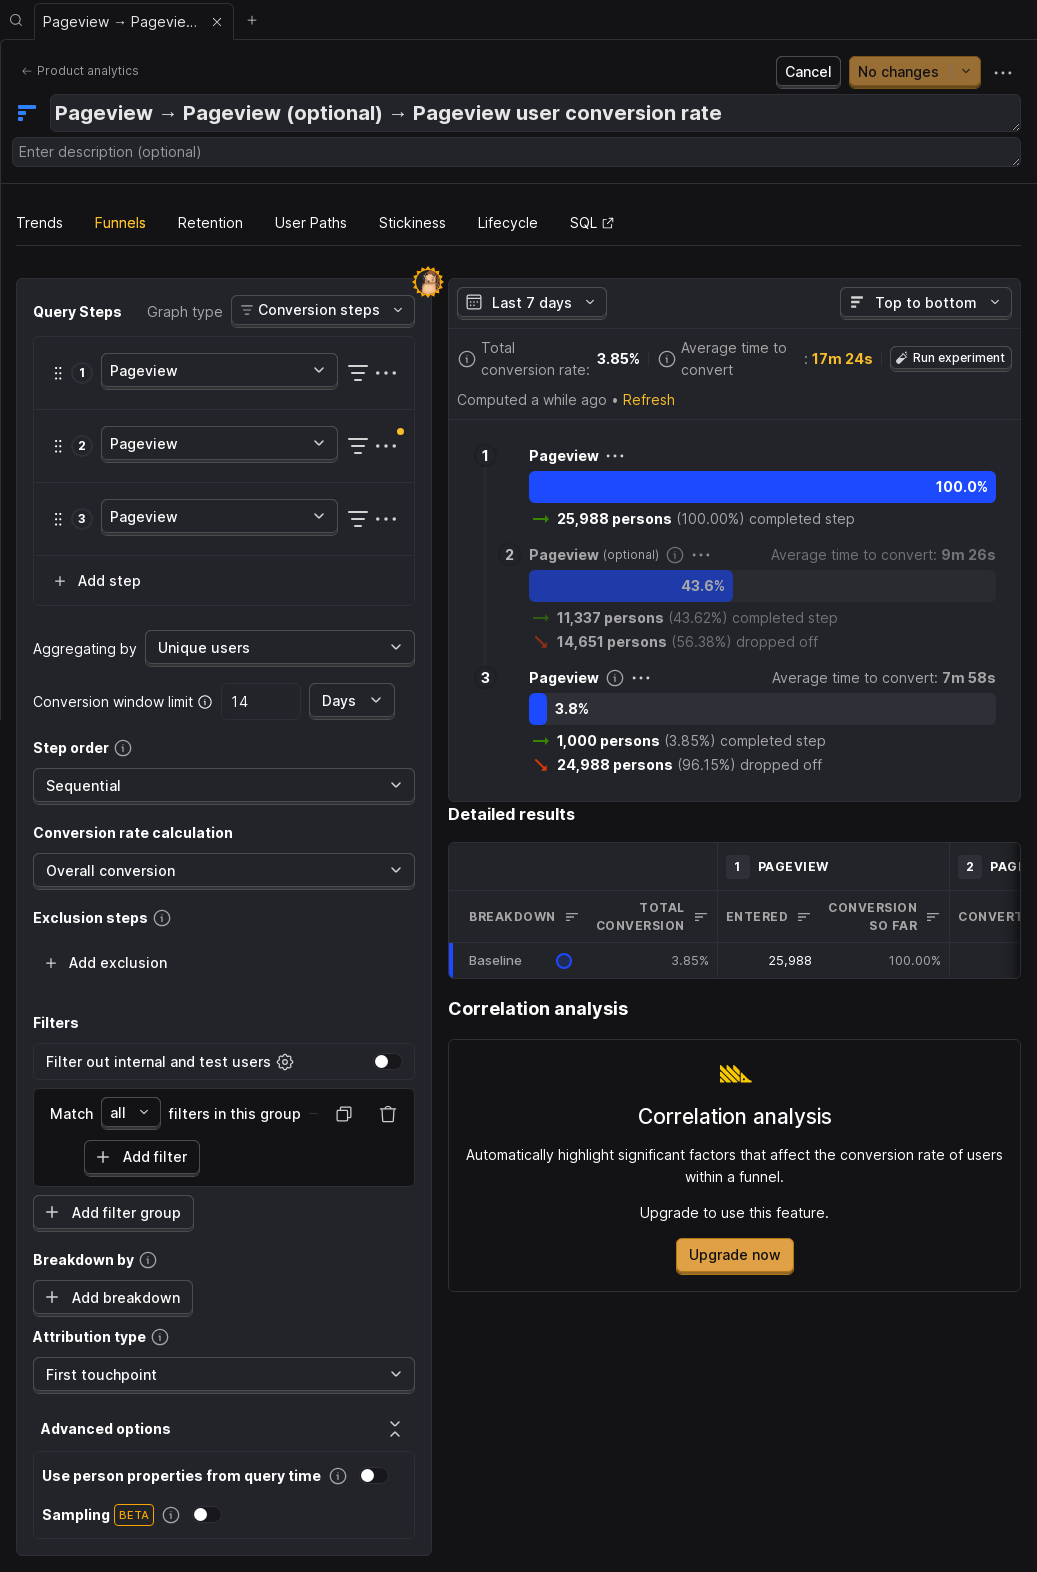 Pageview → Pagevie...
← Product analytics
Cancel
No changes
Pageview → Pageview (optional) → Pageview user conversion rate
Enter description (optional)
Trends
Funnels
Retention
User Paths
Stickiness
Lifecycle
SQL
Query Steps
Graph type
Conversion steps
1
Pageview
2
Pageview
3
Pageview
Add step
Aggregating by
Unique users
Conversion window limit
14
Days
Step order
Sequential
Conversion rate calculation
Overall conversion
Exclusion steps
Add exclusion
Filters
Filter out internal and test users
Match
all
filters in this group
Add filter
Add filter group
Breakdown by
Add breakdown
Attribution type
First touchpoint
Advanced options
Use person properties from query time
Sampling BETA
Last 7 days
Top to bottom
Total
conversion rate:
3.85%
Average time to
convert
: 17m 24s
Run experiment
Computed a while ago • Refresh
1
Pageview
100.0%
→ 25,988 persons (100.00%) completed step
2
Pageview (optional)
Average time to convert: 9m 26s
43.6%
→ 11,337 persons (43.62%) completed step
↘ 14,651 persons (56.38%) dropped off
3
Pageview
Average time to convert: 7m 58s
3.8%
→ 1,000 persons (3.85%) completed step
↘ 24,988 persons (96.15%) dropped off
Detailed results
1 PAGEVIEW
2 PAGE
BREAKDOWN
TOTAL
CONVERSION
ENTERED
CONVERSION
SO FAR
CONVERT
Baseline
3.85%
25,988
100.00%
Correlation analysis
Correlation analysis
Automatically highlight significant factors that affect the conversion rate of users
within a funnel.
Upgrade to use this feature.
Upgrade now